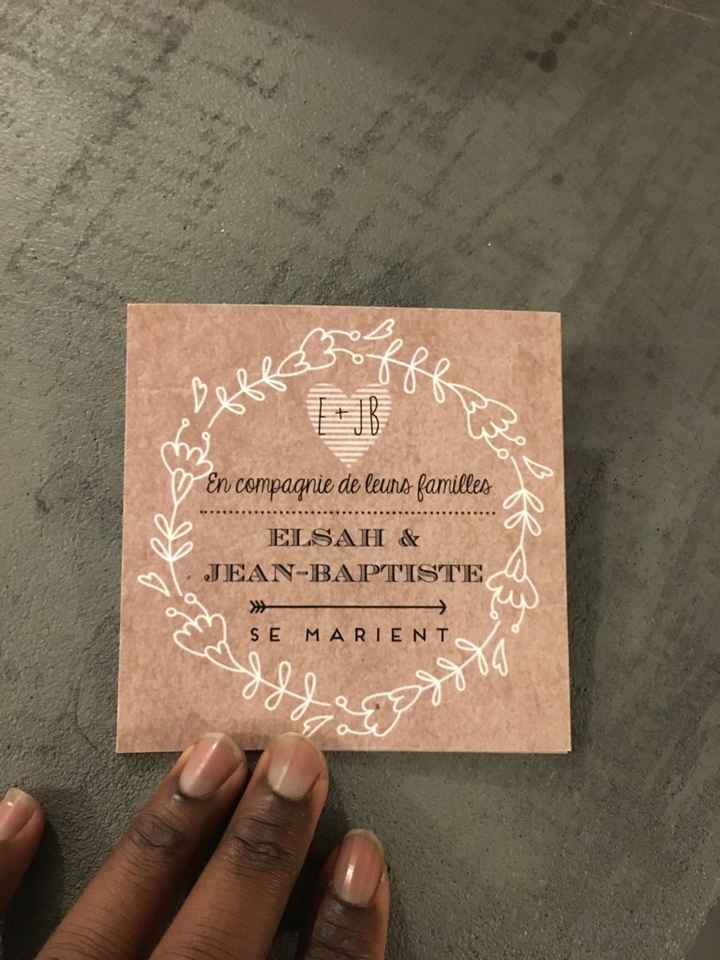 E + JB
En compagnie de leurs familles
ELSAH &
JEAN-BAPTISTE
SE MARIENT